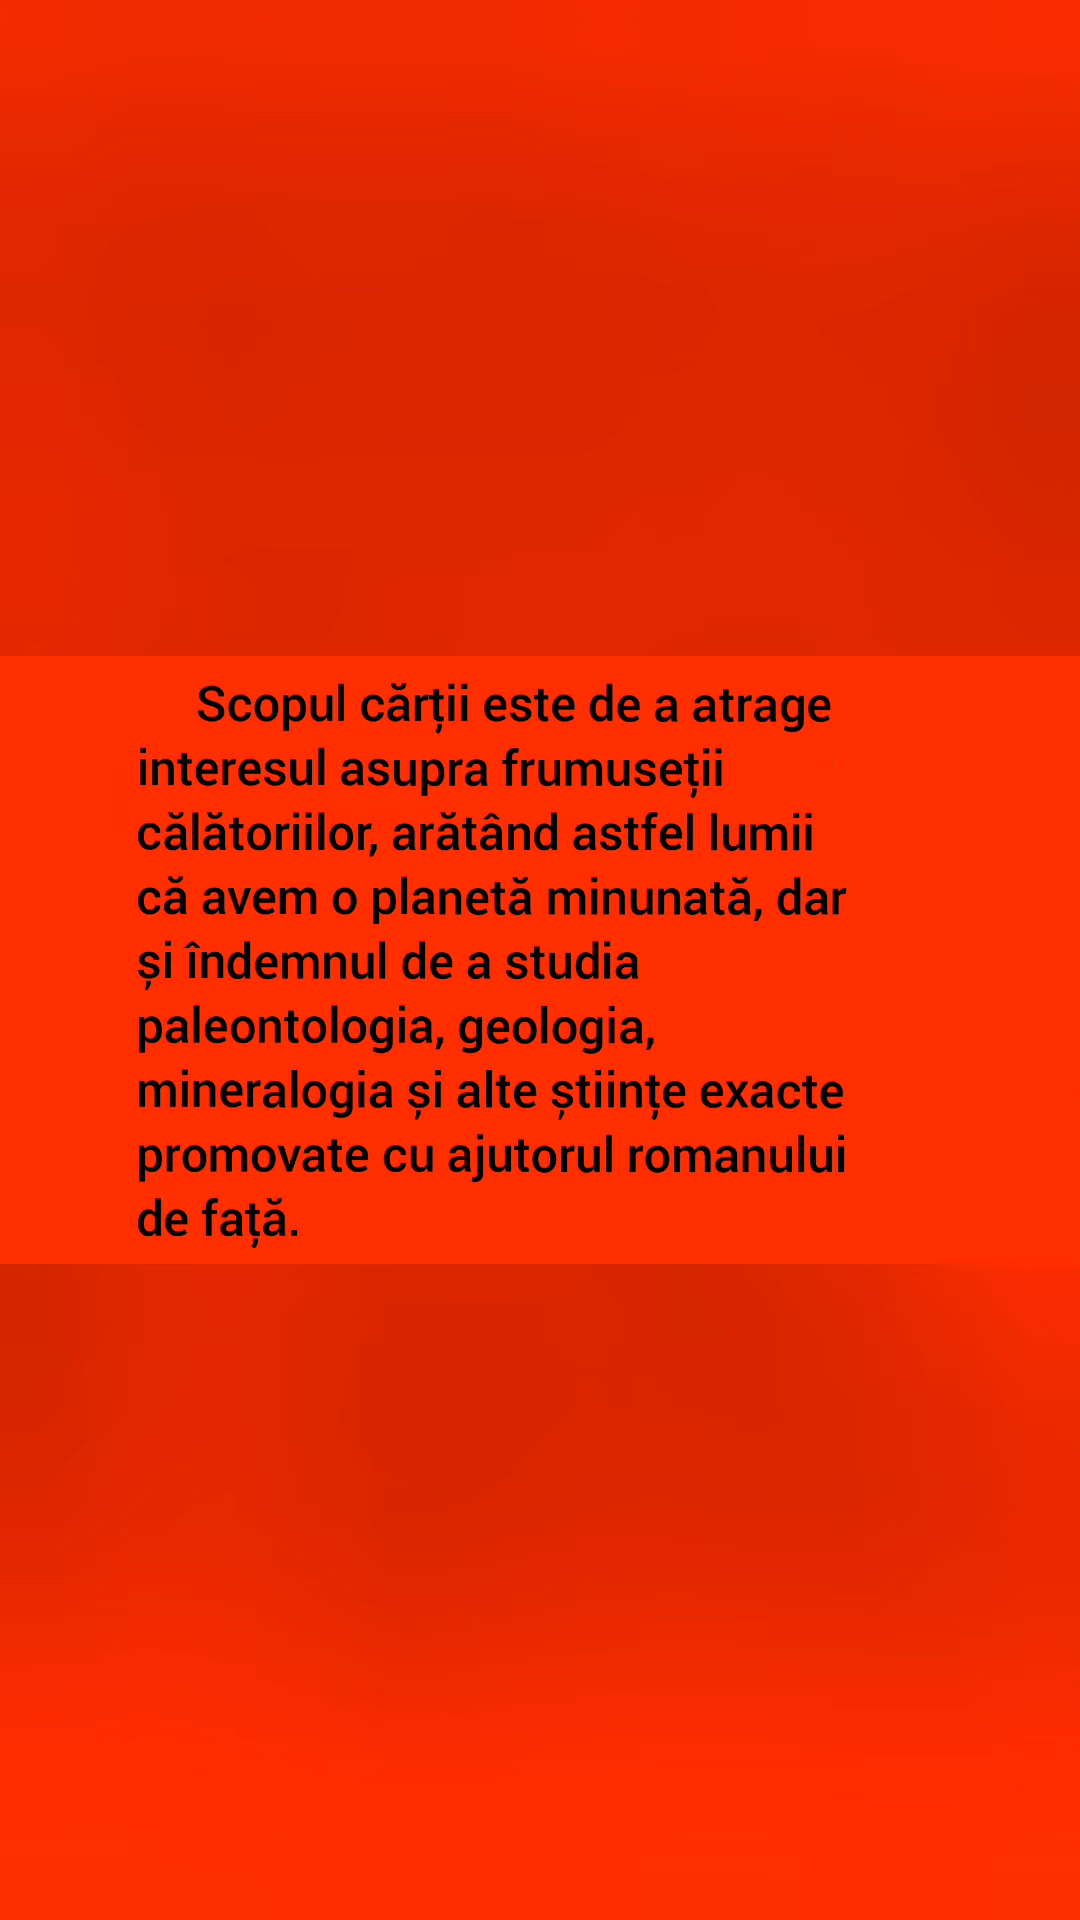 Scopul cărții este de a atrage
interesul asupra frumuseții
călătoriilor, arătând astfel lumii
că avem o planetă minunată, dar
și îndemnul de a studia
paleontologia, geologia,
mineralogia și alte științe exacte
promovate cu ajutorul romanului
de față.